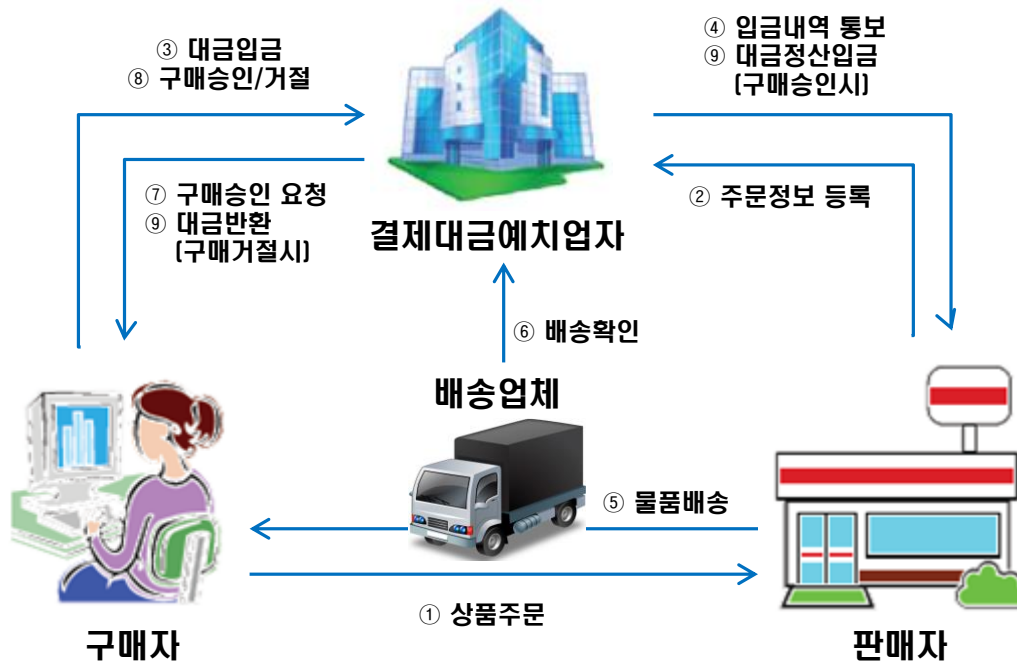 ③ 대금입금
⑧ 구매승인/거절
④ 입금내역 통보
⑨ 대금정산입금
(구매승인시)
⑦ 구매승인 요청
⑨ 대금반환
(구매거절시)
② 주문정보 등록
결제대금예치업자
⑥ 배송확인
배송업체
⑤ 물품배송
① 상품주문
구매자
판매자